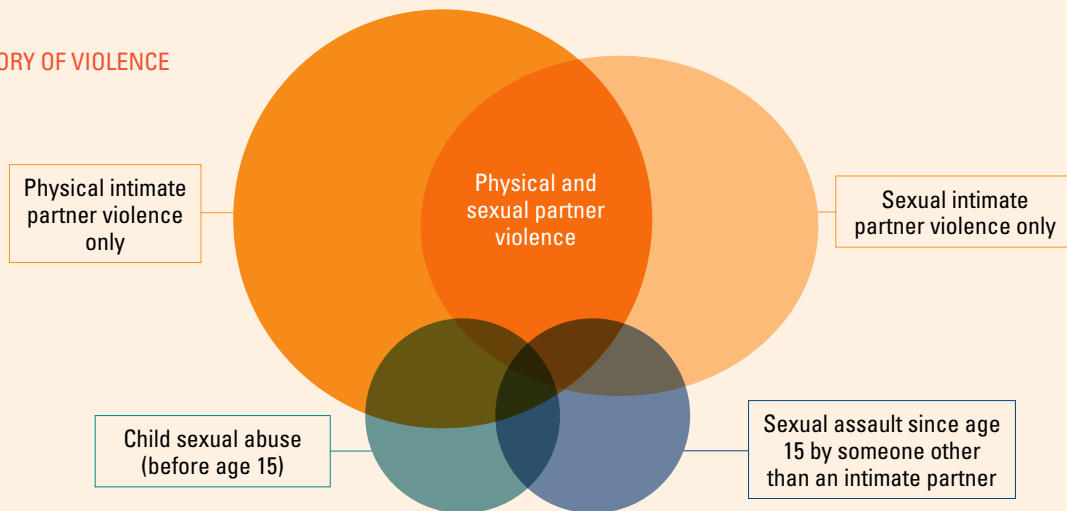 ORY OF VIOLENCE
Physical intimate
partner violence
only
Physical and
sexual partner
violence
Sexual intimate
partner violence only
Child sexual abuse
(before age 15)
Sexual assault since age
15 by someone other
than an intimate partner